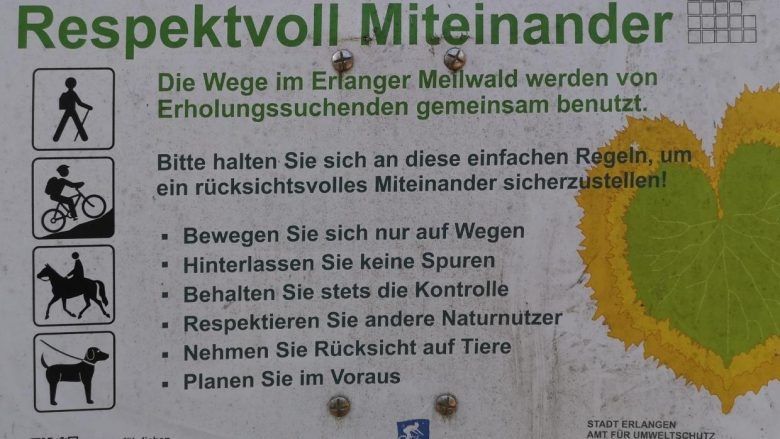 Respektvoll Miteinander
Die Wege im Erlanger Meilwald werden von
Erholungssuchenden gemeinsam benutzt.
Bitte halten Sie sich an diese einfachen Regeln, um
ein rücksichtsvolles Miteinander sicherzustellen!
▪ Bewegen Sie sich nur auf Wegen
▪ Hinterlassen Sie keine Spuren
▪ Behalten Sie stets die Kontrolle
▪ Respektieren Sie andere Naturnutzer
▪ Nehmen Sie Rücksicht auf Tiere
▪ Planen Sie im Voraus
STADT ERLANGEN
AMT FÜR UMWELTSCHUTZ